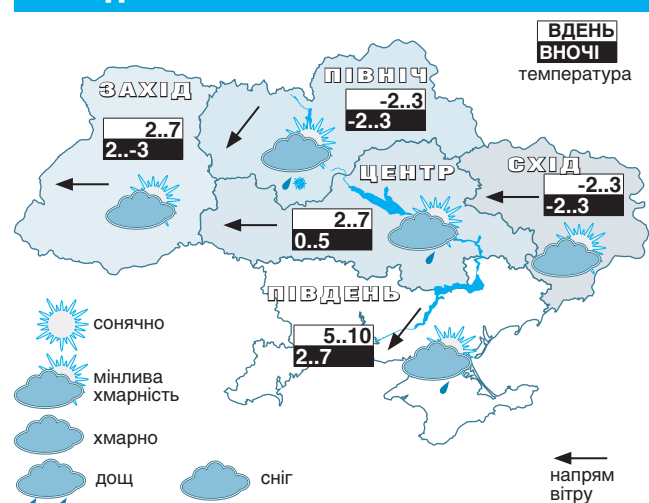 ВДЕНЬ
ВНОЧІ
температура
ПІВНІЧ
-2..3
-2..3
ЗАХІД
2..7
2..-3
ЦЕНТР
2..7
0..5
СХІД
-2..3
-2..3
ПІВДЕНЬ
5..10
2..7
сонячно
мінлива
хмарність
хмарно
дощ
сніг
напрям
вітру